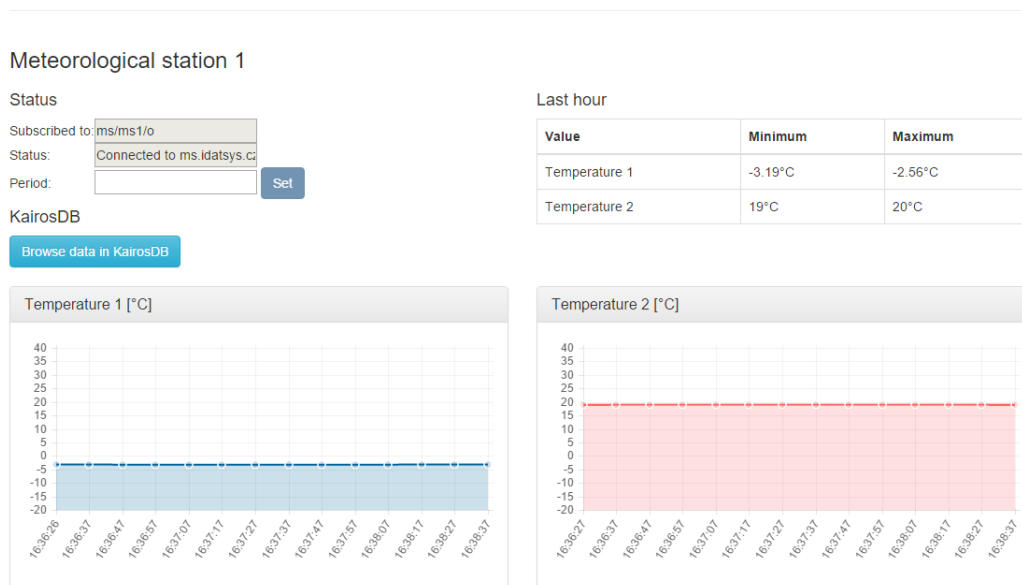 Meteorological station 1
Status
Subscribed to: ms/ms1/o
Status: Connected to ms.idatsys.cz
Period: Set
KairosDB
Browse data in KairosDB
Last hour
Value Minimum Maximum
Temperature 1 -3.19°C -2.56°C
Temperature 2 19°C 20°C
Temperature 1 [°C]
40
35
30
25
20
15
10
5
0
-5
-10
-15
-20
16:36:26 16:36:37 16:36:47 16:36:57 16:37:07 16:37:17 16:37:27 16:37:37 16:37:47 16:37:57 16:38:07 16:38:17 16:38:27 16:38:37
Temperature 2 [°C]
40
35
30
25
20
15
10
5
0
-5
-10
-15
-20
16:36:27 16:36:37 16:36:47 16:36:57 16:37:07 16:37:17 16:37:27 16:37:37 16:37:47 16:37:57 16:38:07 16:38:17 16:38:27 16:38:37